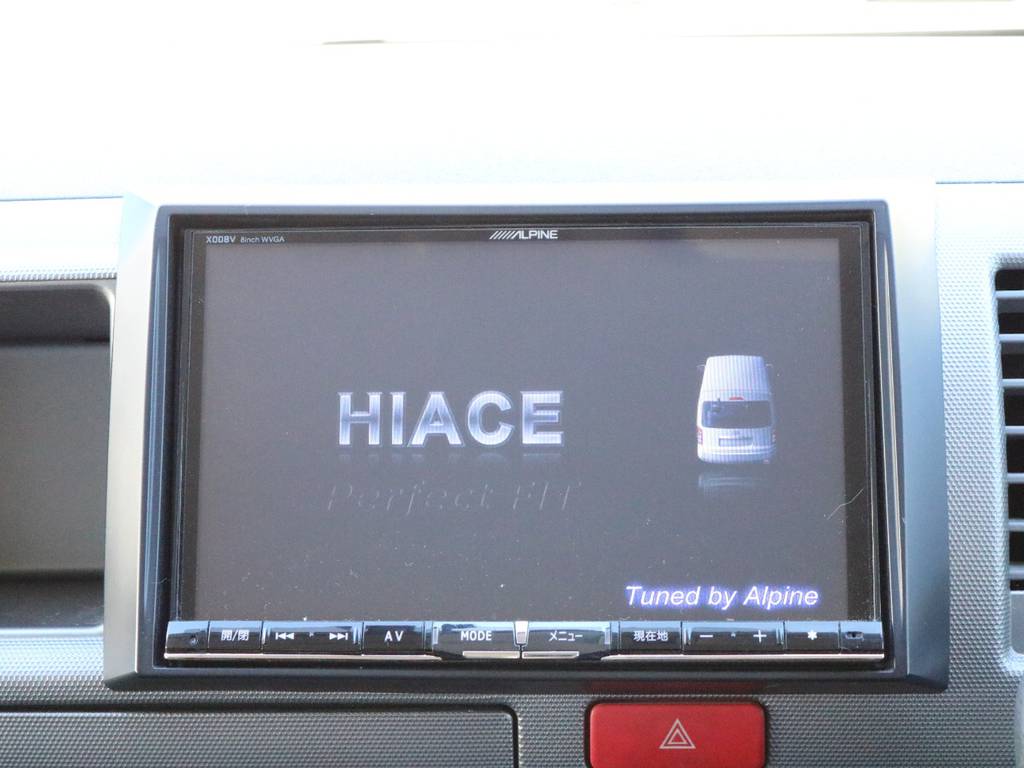 X008V 8inch WVGA
ALPINE
HIACE
Perfect FIT
Tuned by Alpine
開/閉
AV
MODE
メニュー
現在地